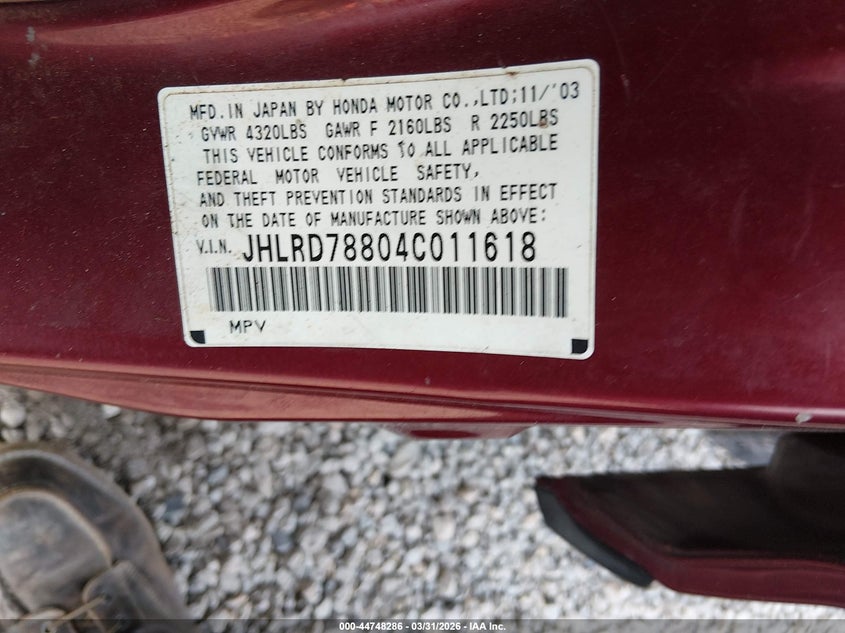 MFD.IN JAPAN BY HONDA MOTOR CO.,LTD;11/'03
GVWR 4320LBS GAWR F 2160LBS R 2250LBS
THIS VEHICLE CONFORMS TO ALL APPLICABLE
FEDERAL MOTOR VEHICLE SAFETY,
AND THEFT PREVENTION STANDARDS IN EFFECT
ON THE DATE OF MANUFACTURE SHOWN ABOVE:
V.I.N. JHLRD78804C011618
MPV
000-44748286 - 03/31/2026 - IAA Inc.